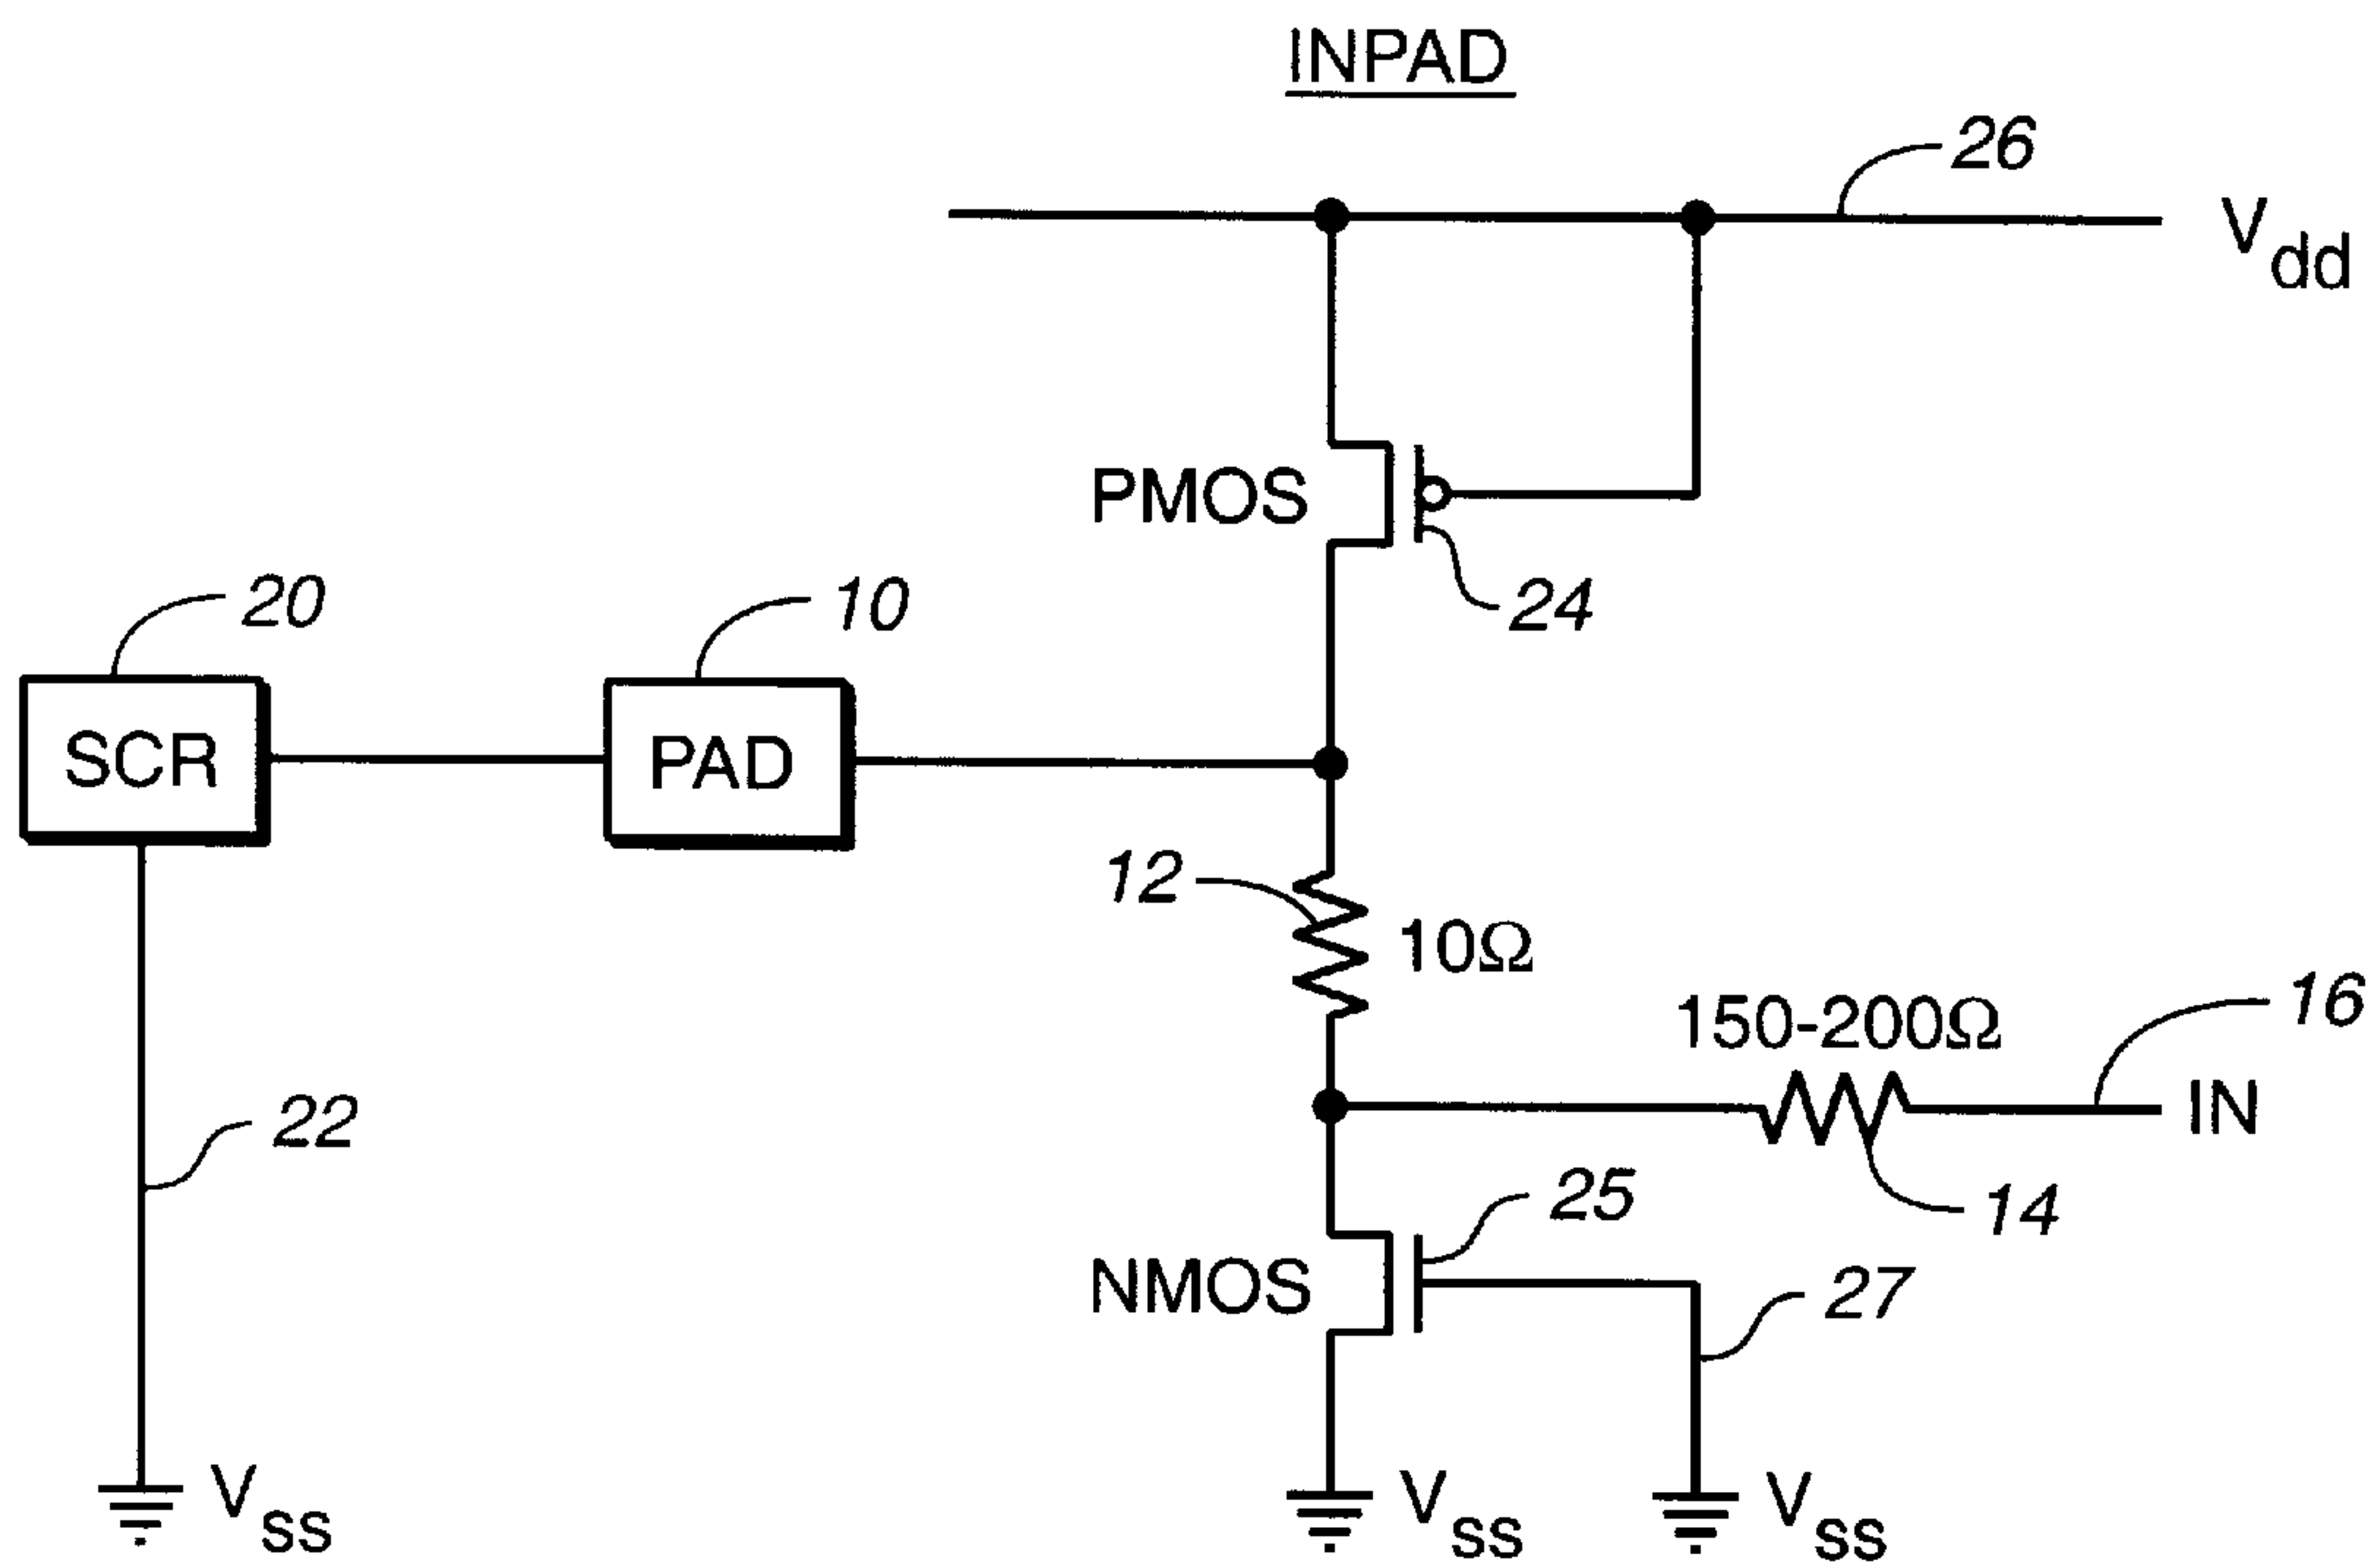 INPAD
26
Vdd
PMOS
24
20
10
SCR
PAD
12
10Ω
150-200Ω
16
IN
14
22
25
NMOS
27
Vss
Vss
Vss